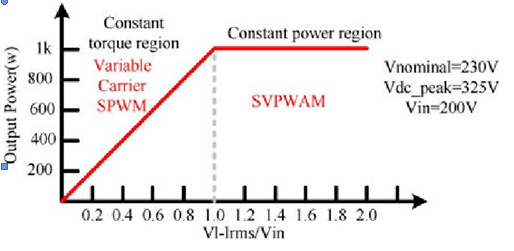 Constant
torque region
Constant power region
Variable
Carrier
SPWM
SVPWAM
Vnominal=230V
Vdc_peak=325V
Vin=200V
Output Power(w)
1k
800
600
400
200
0.2 0.4 0.6 0.8 1.0 1.2 1.4 1.6 1.8 2.0
Vl-lrms/Vin